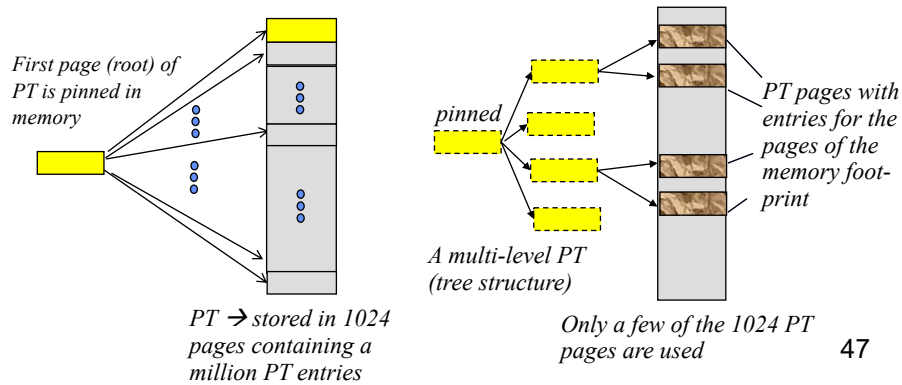 First page (root) of
PT is pinned in
memory
PT → stored in 1024
pages containing a
million PT entries
pinned
A multi-level PT
(tree structure)
PT pages with
entries for the
pages of the
memory foot-
print
Only a few of the 1024 PT
pages are used
47